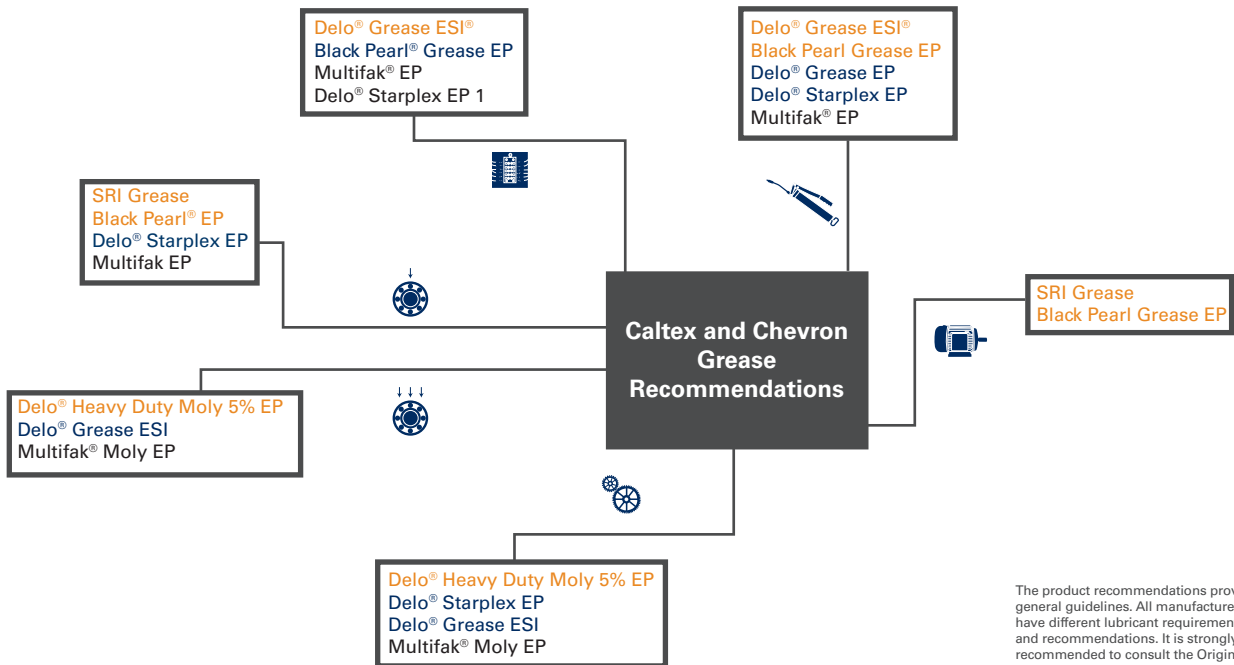 Delo® Grease ESI®
Black Pearl® Grease EP
Multifak® EP
Delo® Starplex EP 1
Delo® Grease ESI®
Black Pearl Grease EP
Delo® Grease EP
Delo® Starplex EP
Multifak® EP
SRI Grease
Black Pearl® EP
Delo® Starplex EP
Multifak EP
SRI Grease
Black Pearl Grease EP
Caltex and Chevron
Grease
Recommendations
Delo® Heavy Duty Moly 5% EP
Delo® Grease ESI
Multifak® Moly EP
Delo® Heavy Duty Moly 5% EP
Delo® Starplex EP
Delo® Grease ESI
Multifak® Moly EP
The product recommendations prov
general guidelines. All manufacture
have different lubricant requiremen
and recommendations. It is strongly
recommended to consult the Origin